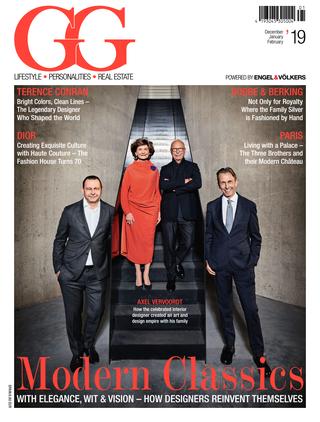 GG
LIFESTYLE • PERSONALITIES • REAL ESTATE
POWERED BY ENGEL&VÖLKERS
December
January
February
’19
01
4 193045 305004
TERENCE CONRAN
Bright Colors, Clean Lines –
The Legendary Designer
Who Shaped the World
DIOR
Creating Exquisite Culture
with Haute Couture – The
Fashion House Turns 70
ROBBE & BERKING
Not Only for Royalty
Where the Family Silver
is Fashioned by Hand
PARIS
Living with a Palace –
The Three Brothers and
their Modern Château
AXEL VERVOORDT
How the celebrated interior
designer created an art and
design empire with his family
Modern Classics
WITH ELEGANCE, WIT & VISION – HOW DESIGNERS REINVENT THEMSELVES